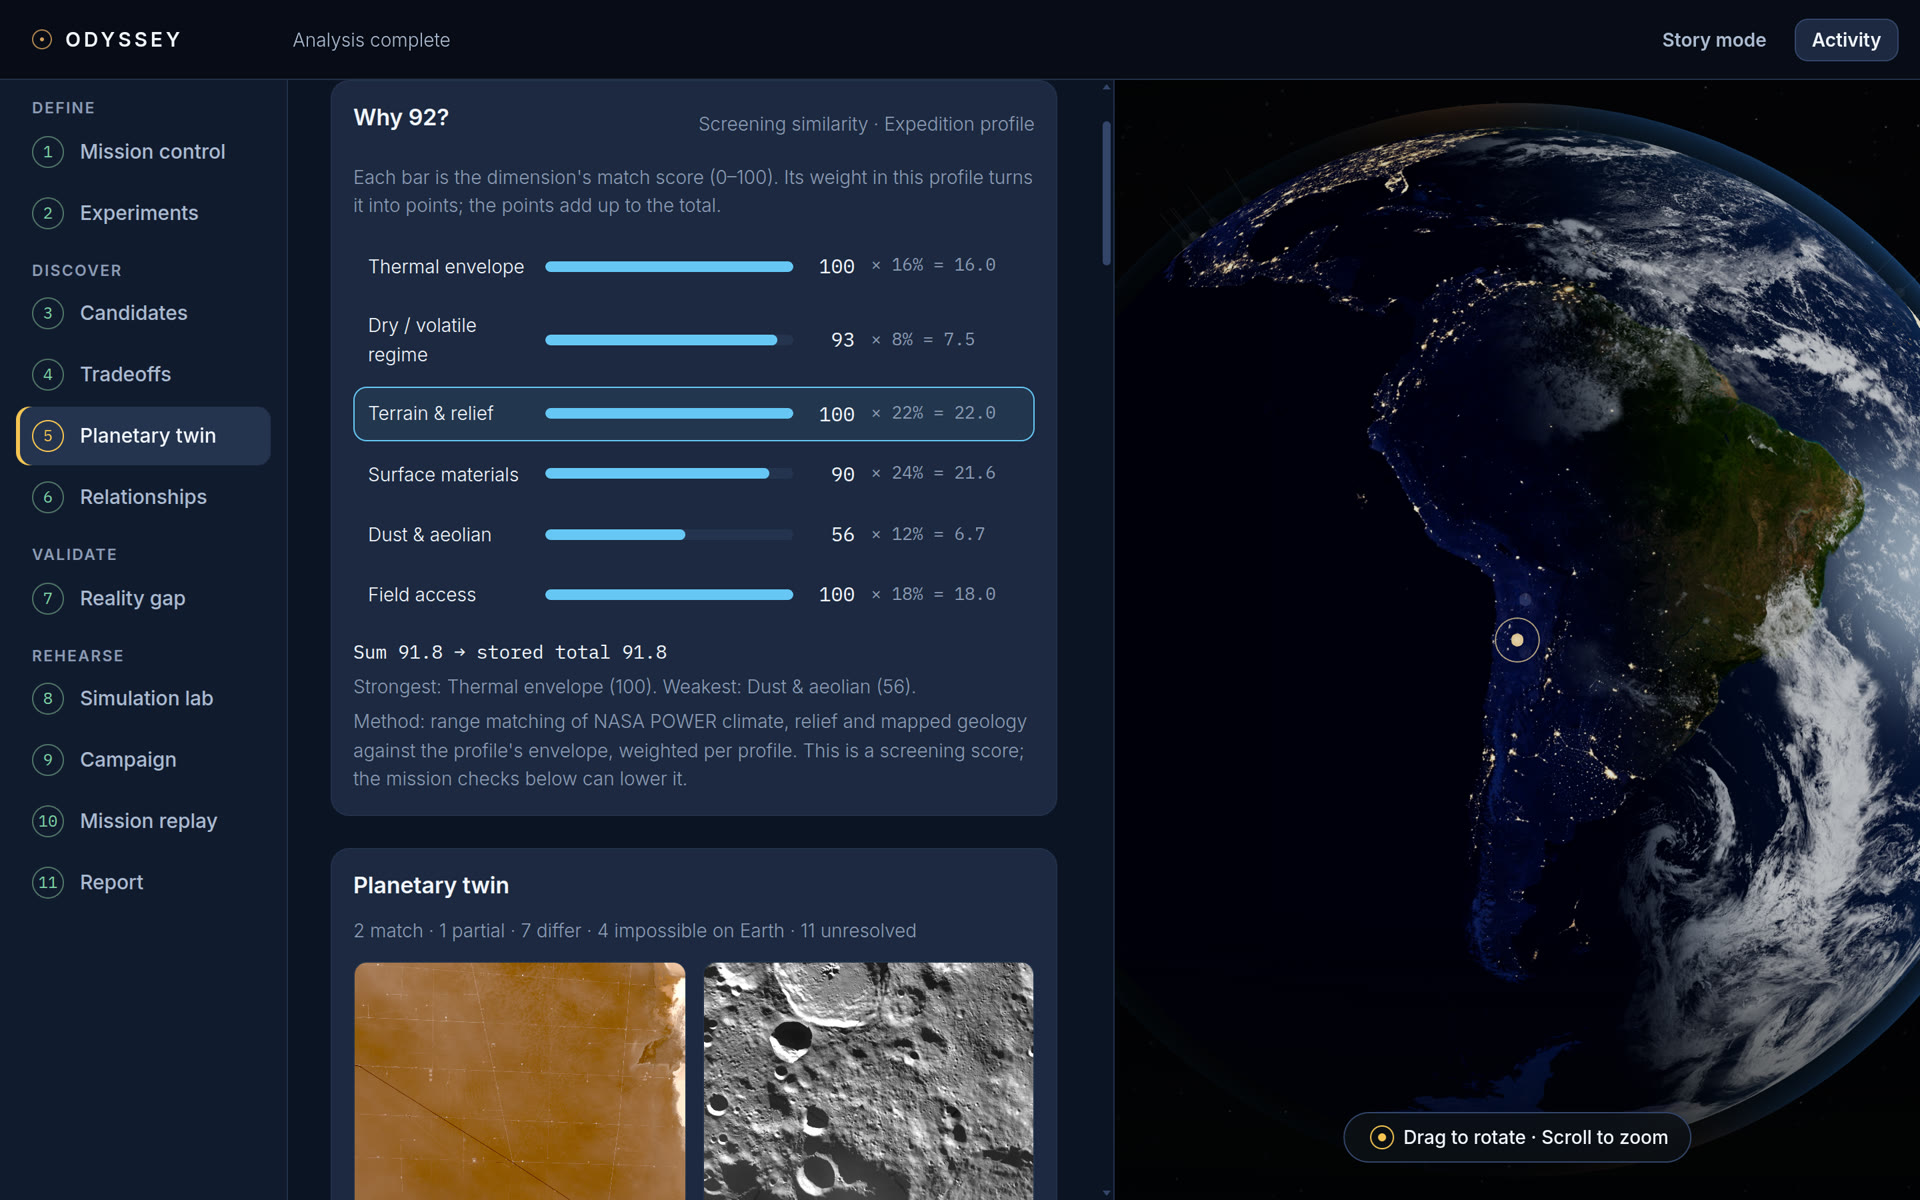 ODYSSEY
Analysis complete
Story mode
Activity
DEFINE
1 Mission control
2 Experiments
DISCOVER
3 Candidates
4 Tradeoffs
5 Planetary twin
6 Relationships
VALIDATE
7 Reality gap
REHEARSE
8 Simulation lab
9 Campaign
10 Mission replay
11 Report
Why 92?
Screening similarity · Expedition profile
Each bar is the dimension's match score (0–100). Its weight in this profile turns
it into points; the points add up to the total.
Thermal envelope 100 × 16% = 16.0
Dry / volatile
regime 93 × 8% = 7.5
Terrain & relief 100 × 22% = 22.0
Surface materials 90 × 24% = 21.6
Dust & aeolian 56 × 12% = 6.7
Field access 100 × 18% = 18.0
Sum 91.8 → stored total 91.8
Strongest: Thermal envelope (100). Weakest: Dust & aeolian (56).
Method: range matching of NASA POWER climate, relief and mapped geology
against the profile's envelope, weighted per profile. This is a screening score;
the mission checks below can lower it.
Planetary twin
2 match · 1 partial · 7 differ · 4 impossible on Earth · 11 unresolved
Drag to rotate · Scroll to zoom